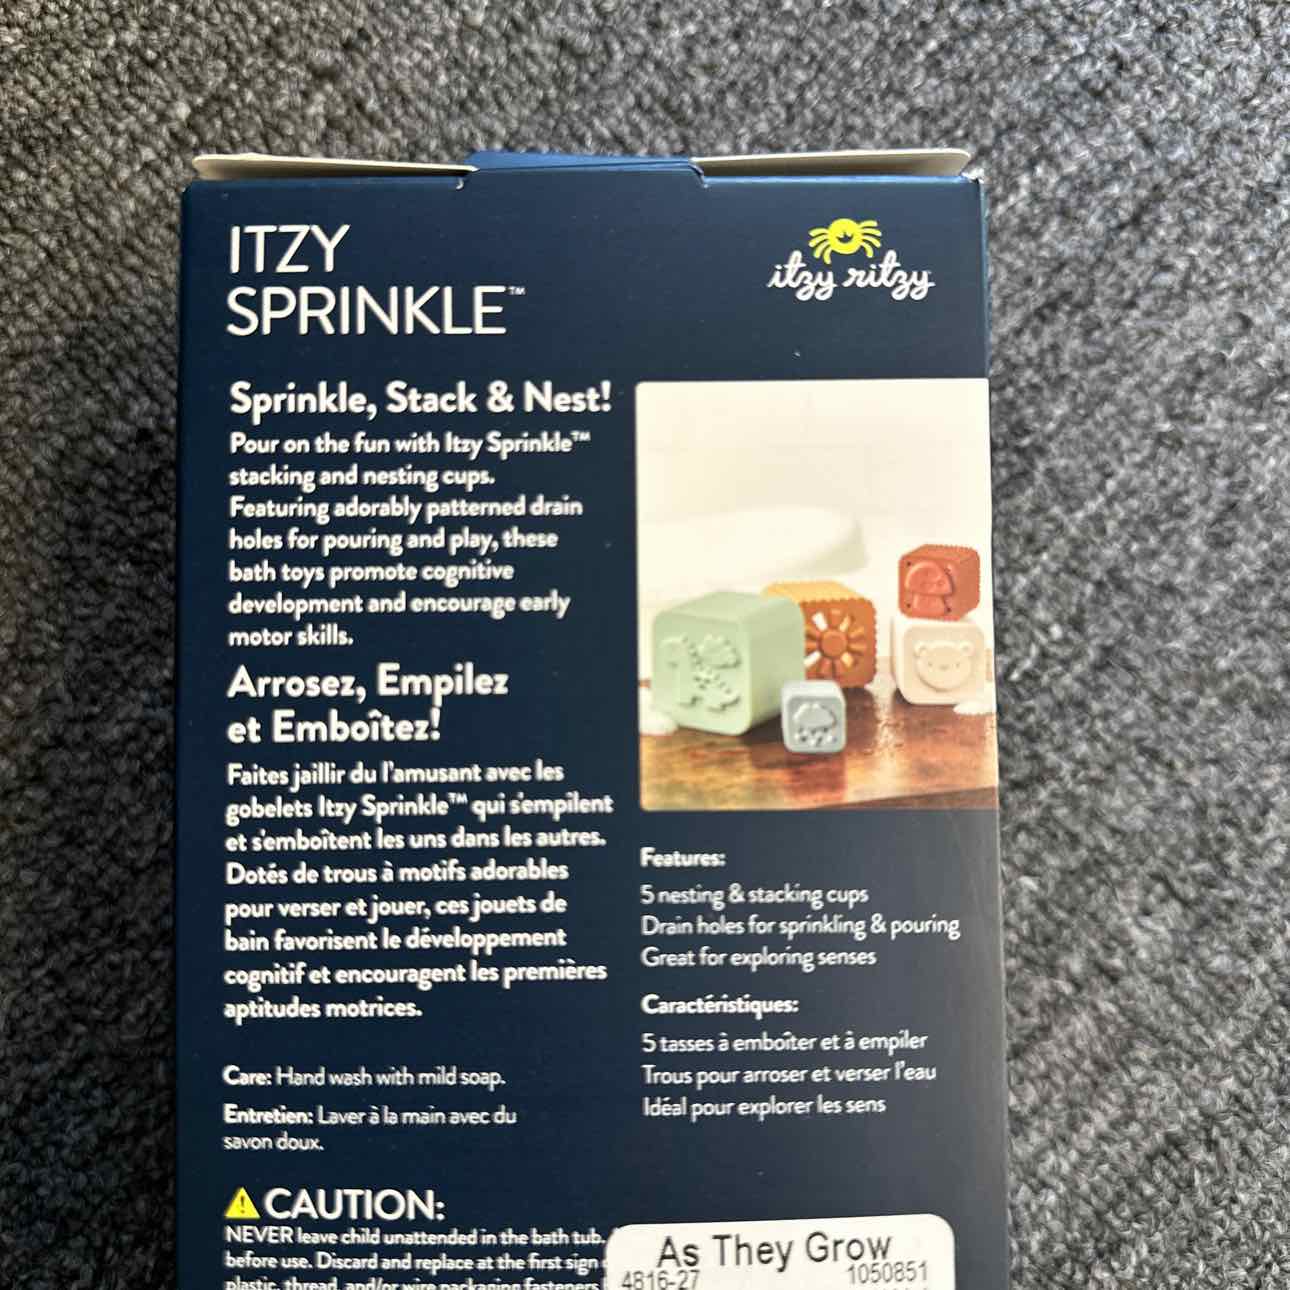 ITZY
SPRINKLE™
itzy ritzy
Sprinkle, Stack & Nest!
Pour on the fun with Itzy Sprinkle™
stacking and nesting cups.
Featuring adorably patterned drain
holes for pouring and play, these
bath toys promote cognitive
development and encourage early
motor skills.
Arrosez, Empilez
et Emboîtez!
Faites jaillir du l'amusant avec les
gobelets Itzy Sprinkle™ qui s'empilent
et s'emboîtent les uns dans les autres.
Dotés de trous à motifs adorables
pour verser et jouer, ces jouets de
bain favorisent le développement
cognitif et encouragent les premières
aptitudes motrices.
Care: Hand wash with mild soap.
Entretien: Laver à la main avec du
savon doux.
Features:
5 nesting & stacking cups
Drain holes for sprinkling & pouring
Great for exploring senses
Caractéristiques:
5 tasses à emboîter et à empiler
Trous pour arroser et verser l'eau
Idéal pour explorer les sens
CAUTION:
NEVER leave child unattended in the bath tub.
before use. Discard and replace at the first sign
plastic, thread, and/or wire packaging fasteners
As They Grow
4816-27 1050851